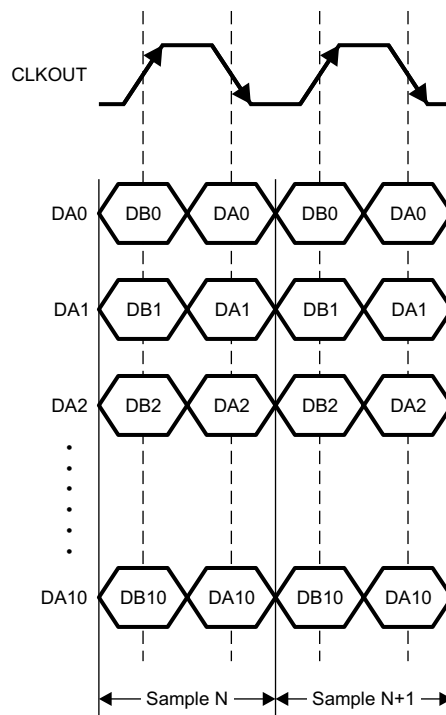 CLKOUT
DA0 DB0 DA0 DB0 DA0
DA1 DB1 DA1 DB1 DA1
DA2 DB2 DA2 DB2 DA2
DA10 DB10 DA10 DB10 DA10
Sample N Sample N+1